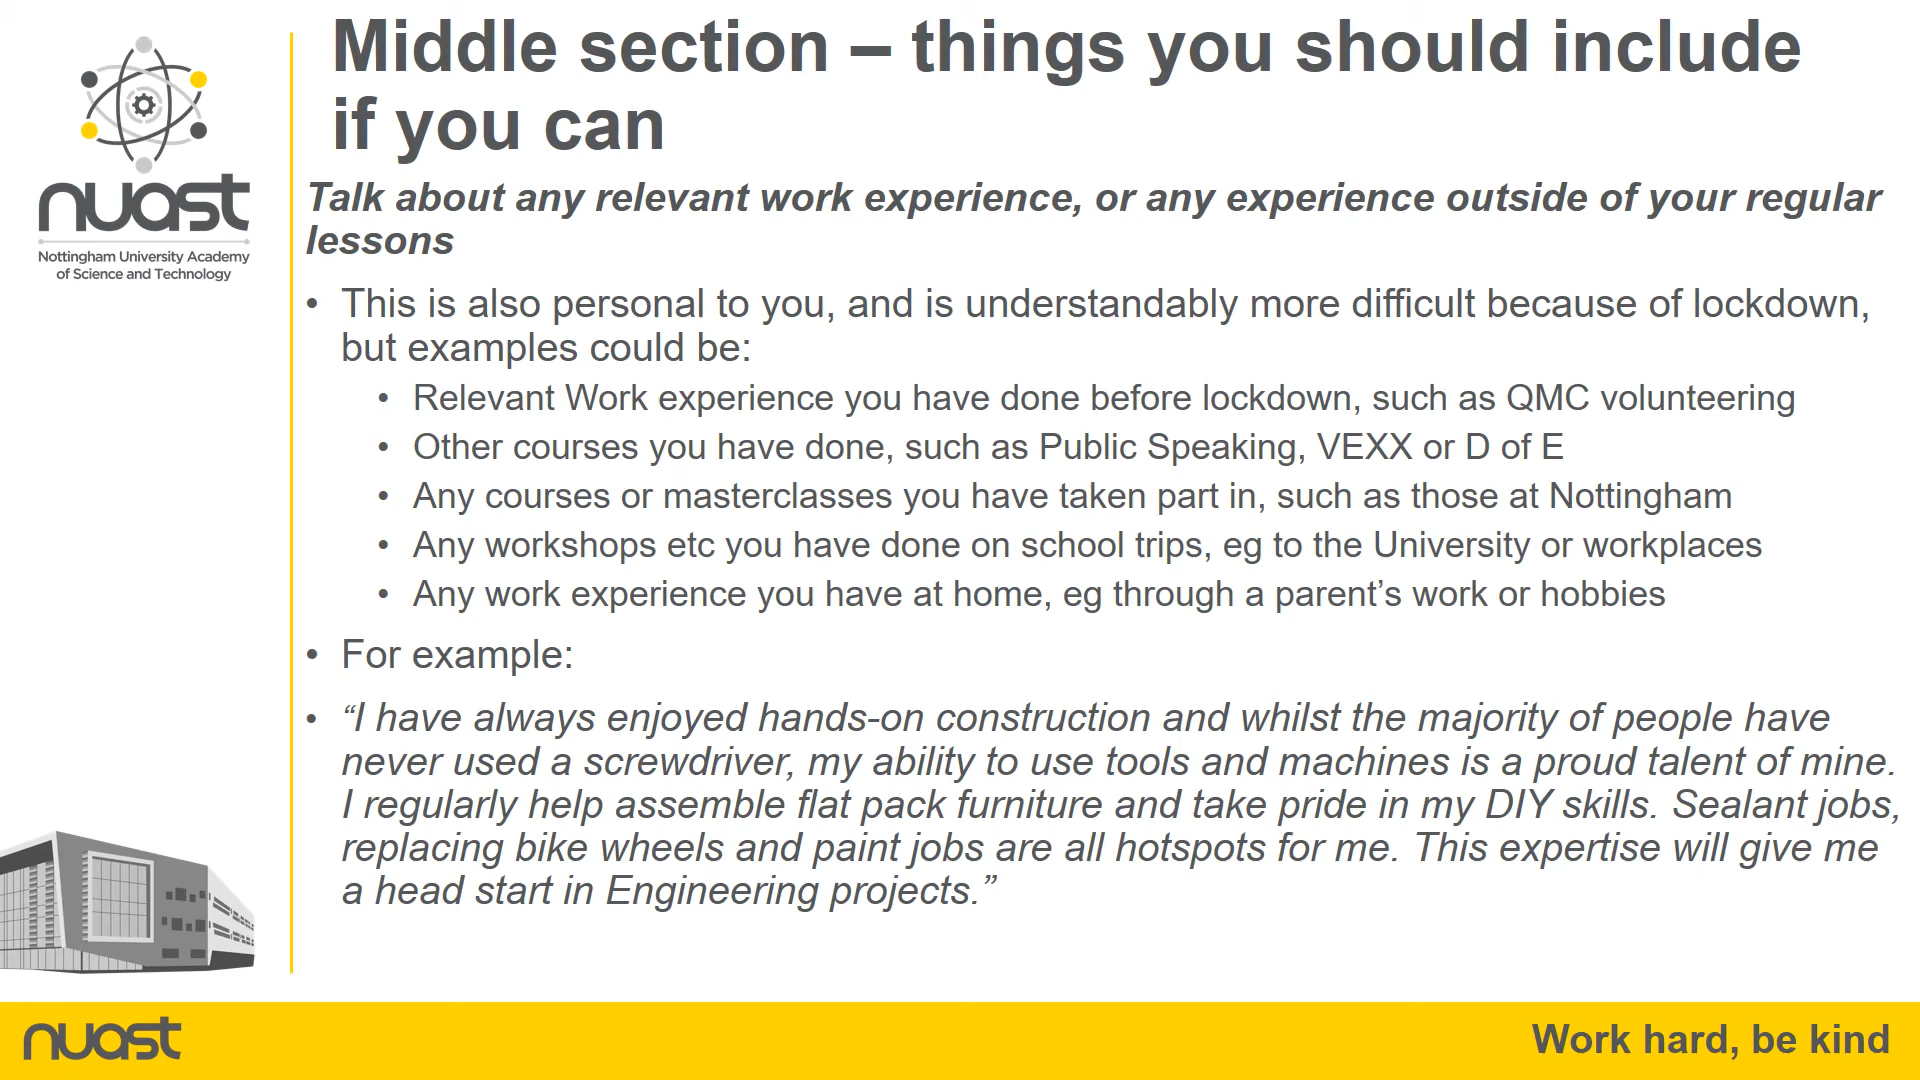 Middle section – things you should include
if you can
nuast
Nottingham University Academy
of Science and Technology
Talk about any relevant work experience, or any experience outside of your regular
lessons
• This is also personal to you, and is understandably more difficult because of lockdown,
but examples could be:
• Relevant Work experience you have done before lockdown, such as QMC volunteering
• Other courses you have done, such as Public Speaking, VEXX or D of E
• Any courses or masterclasses you have taken part in, such as those at Nottingham
• Any workshops etc you have done on school trips, eg to the University or workplaces
• Any work experience you have at home, eg through a parent’s work or hobbies
• For example:
• “I have always enjoyed hands-on construction and whilst the majority of people have
never used a screwdriver, my ability to use tools and machines is a proud talent of mine.
I regularly help assemble flat pack furniture and take pride in my DIY skills. Sealant jobs,
replacing bike wheels and paint jobs are all hotspots for me. This expertise will give me
a head start in Engineering projects.”
nuast
Work hard, be kind